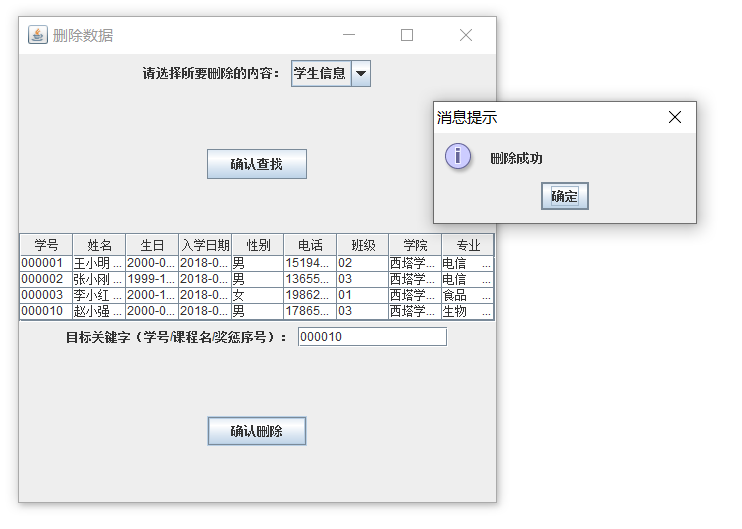 删除数据
请选择所要删除的内容： 学生信息
确认查找
学号 姓名 生日 入学日期 性别 电话 班级 学院 专业
000001 王小明 ... 2000-0... 2018-0... 男 15194... 02 西塔学... 电信 ...
000002 张小刚 ... 1999-1... 2018-0... 男 13655... 03 西塔学... 电信 ...
000003 李小红 ... 2000-1... 2018-0... 女 19862... 01 西塔学... 食品 ...
000010 赵小强 ... 2000-0... 2018-0... 男 17865... 03 西塔学... 生物 ...
目标关键字（学号/课程名/奖惩序号）： 000010
确认删除
消息提示
删除成功
确定